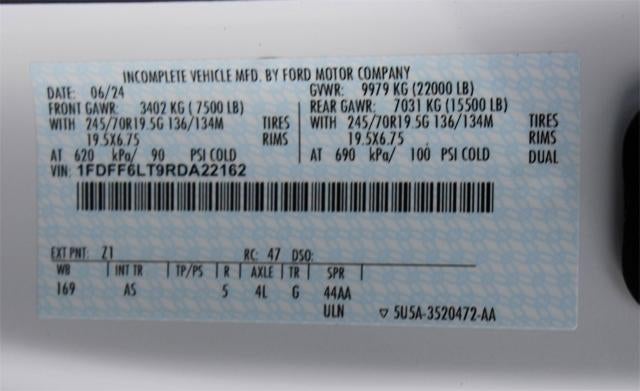 INCOMPLETE VEHICLE MFD. BY FORD MOTOR COMPANY
DATE: 06/24 GVWR: 9979 KG (22000 LB)
FRONT GAWR: 3402 KG (7500 LB) REAR GAWR: 7031 KG (15500 LB)
WITH 245/70R19.5G 136/134M TIRES WITH 245/70R19.5G 136/134M TIRES
19.5X6.75 RIMS 19.5X6.75 RIMS
AT 620 kPa/ 90 PSI COLD AT 690 kPa/ 100 PSI COLD DUAL
VIN: 1FDFF6LT9RDA22162
EXT PNT: Z1 RC: 47 DSO:
WB INT TR TP/PS R AXLE TR SPR
169 AS 5 4L G 44AA
ULN ▽ 5U5A-3520472-AA